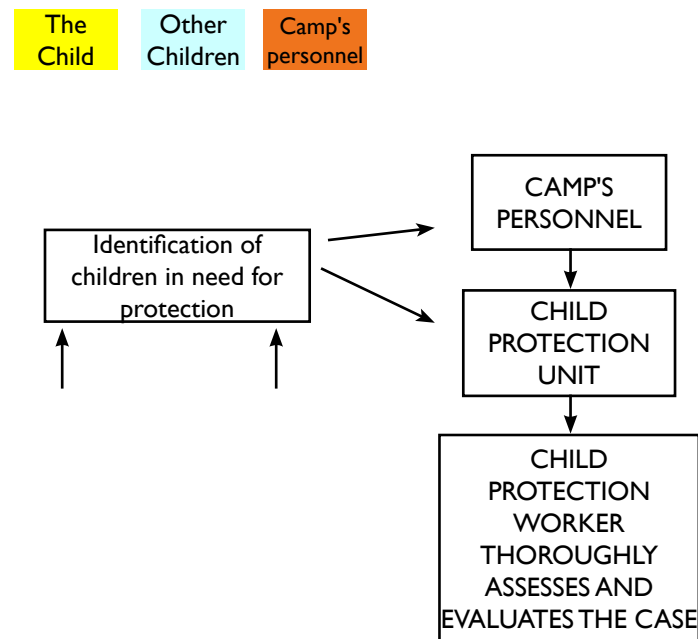 The
Child
Other
Children
Camp's
personnel
Identification of
children in need for
protection
CAMP'S
PERSONNEL
CHILD
PROTECTION
UNIT
CHILD
PROTECTION
WORKER
THOROUGHLY
ASSESSES AND
EVALUATES THE CASE